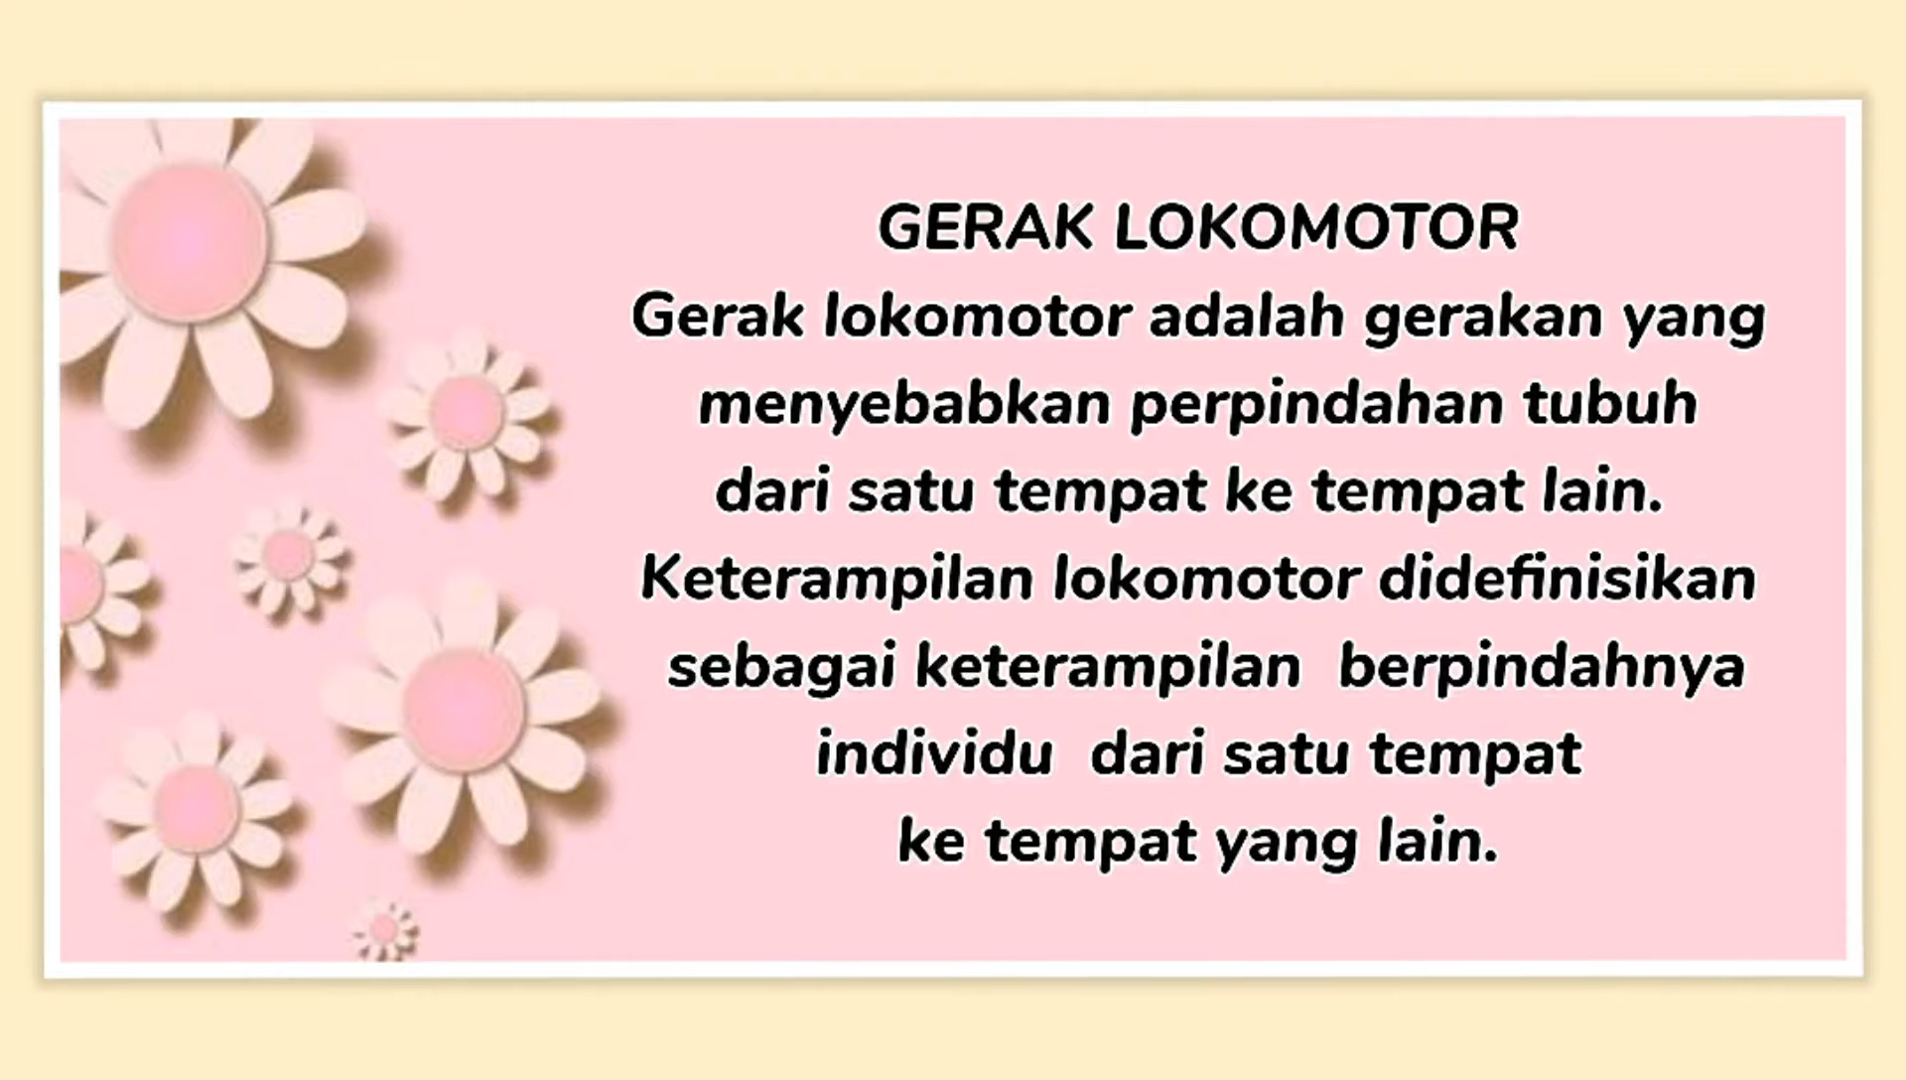 GERAK LOKOMOTOR
Gerak lokomotor adalah gerakan yang
menyebabkan perpindahan tubuh
dari satu tempat ke tempat lain.
Keterampilan lokomotor didefinisikan
sebagai keterampilan  berpindahnya
individu  dari satu tempat
ke tempat yang lain.